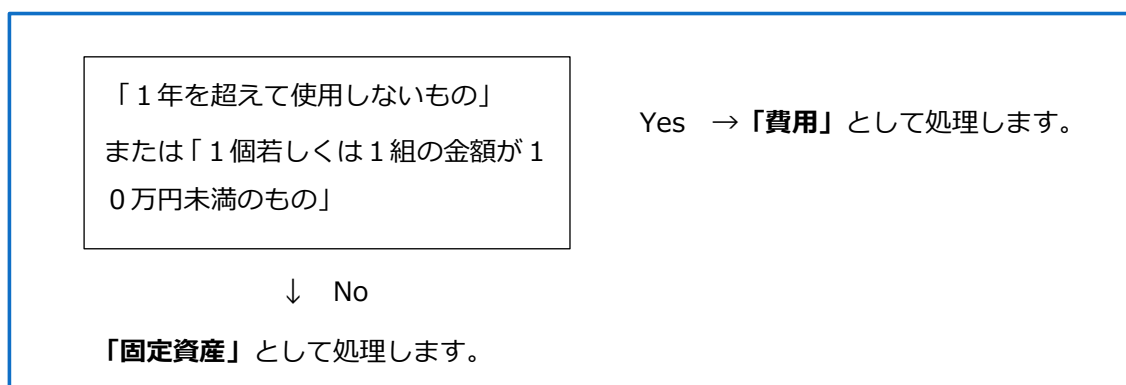 「１年を超えて使用しないもの」
または「１個若しくは１組の金額が１
０万円未満のもの」
Yes　→「費用」として処理します。
↓　No
「固定資産」として処理します。